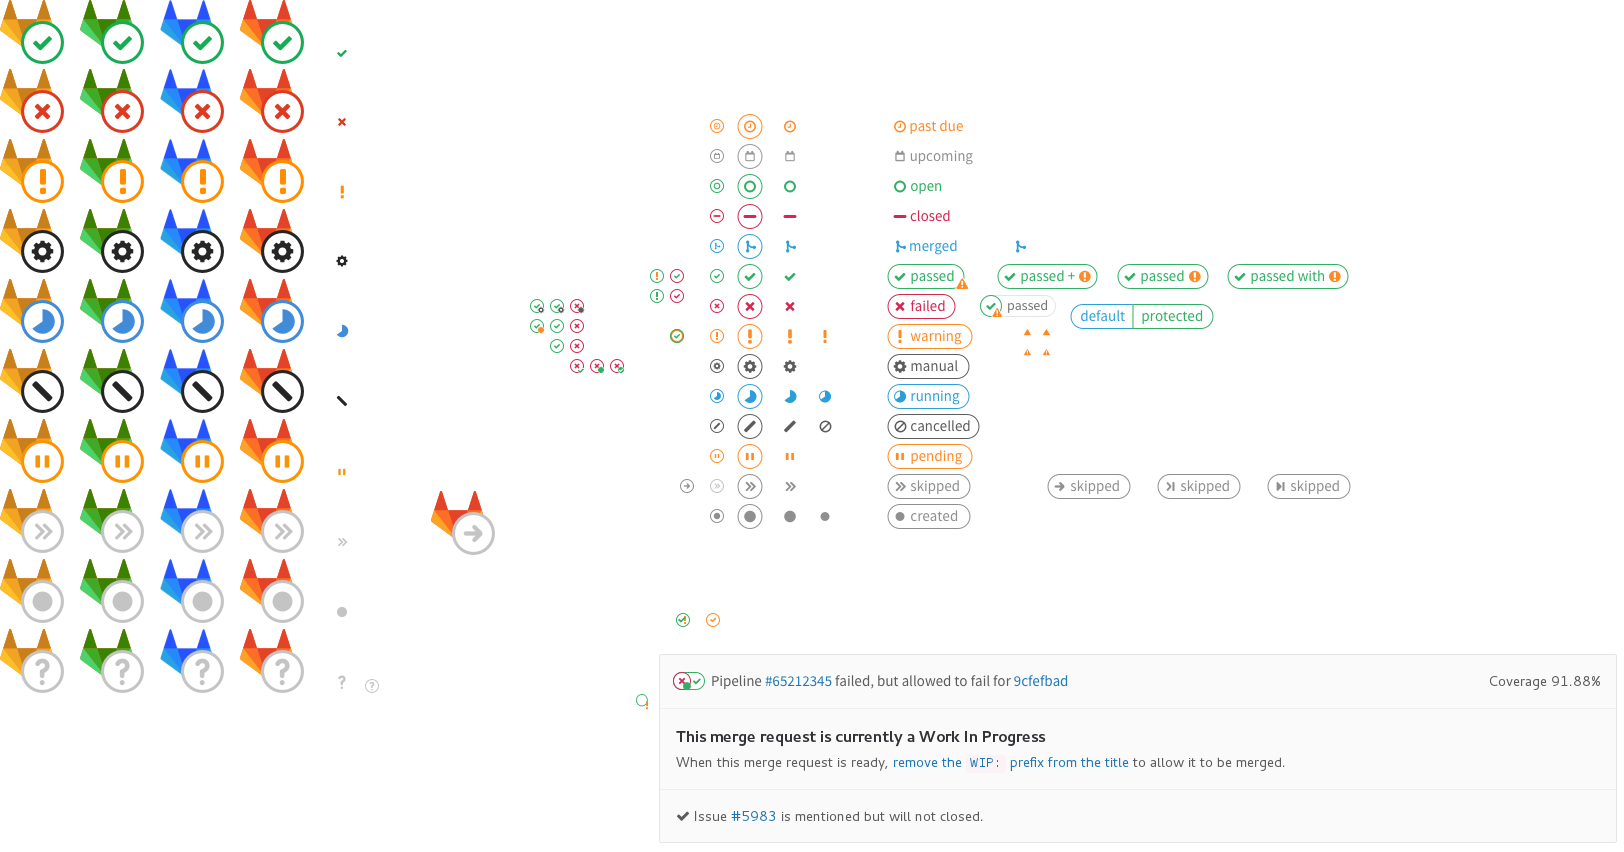 past due
upcoming
open
closed
merged
passed passed + passed passed with
failed passed
default protected
warning
manual
running
cancelled
pending
skipped skipped skipped skipped
created
Pipeline #65212345 failed, but allowed to fail for 9cfefbad Coverage 91.88%
This merge request is currently a Work In Progress
When this merge request is ready, remove the WIP: prefix from the title to allow it to be merged.
Issue #5983 is mentioned but will not closed.